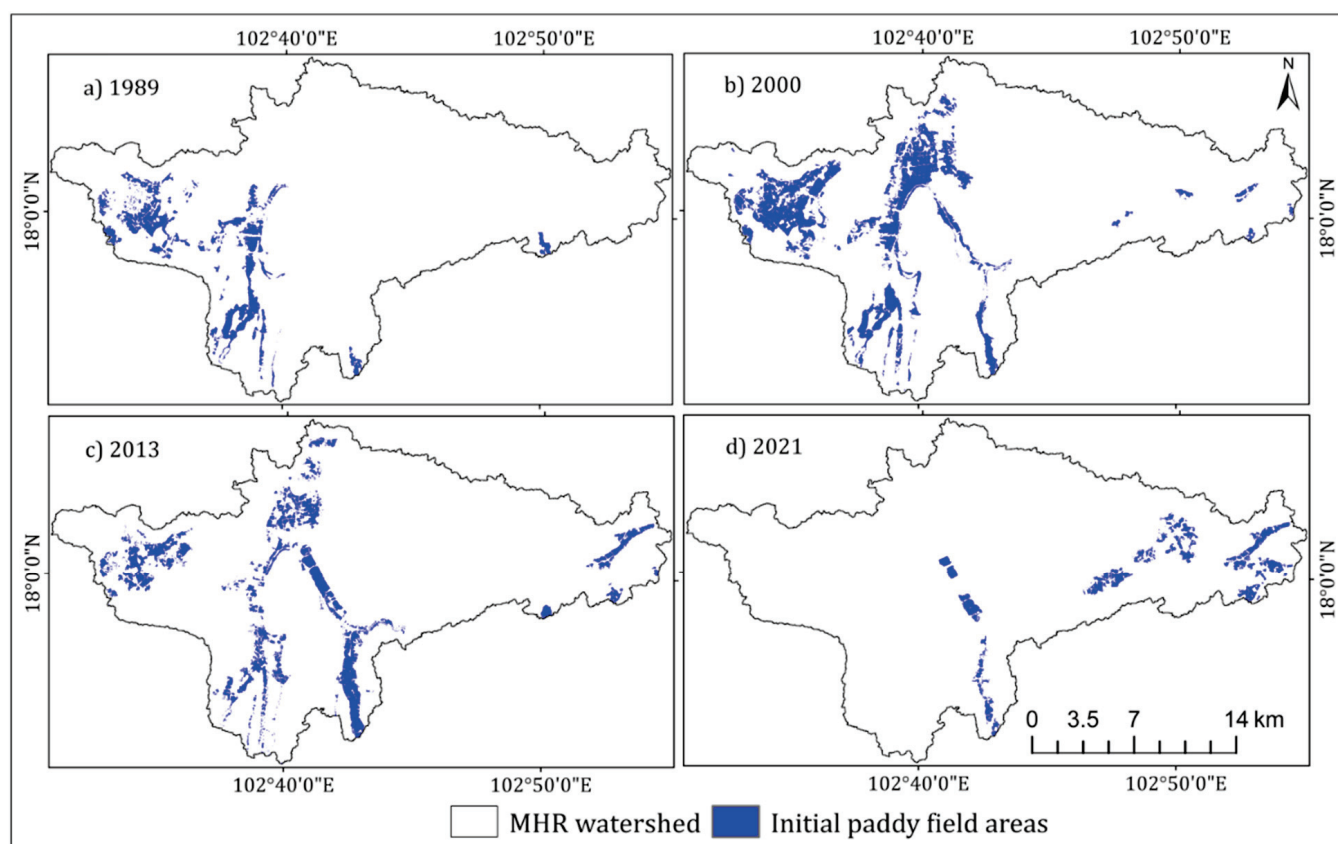 102°40'0"E 102°50'0"E 102°40'0"E 102°50'0"E
a) 1989
b) 2000
N
18°0'0"N
18°0'0"N
c) 2013
d) 2021
18°0'0"N
18°0'0"N
0 3.5 7 14 km
102°40'0"E 102°50'0"E 102°40'0"E 102°50'0"E
MHR watershed Initial paddy field areas